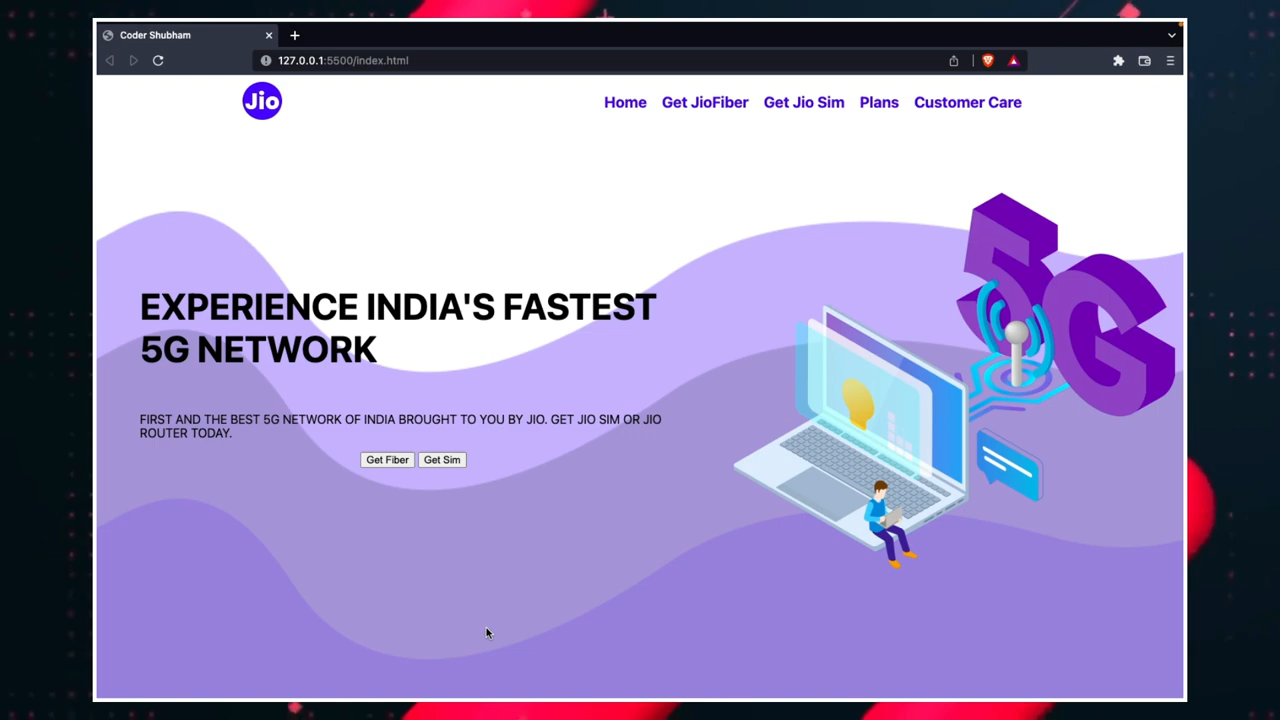 Coder Shubham
127.0.0.1:5500/index.html
Jio
Home Get JioFiber Get Jio Sim Plans Customer Care
5G
EXPERIENCE INDIA'S FASTEST
5G NETWORK
FIRST AND THE BEST 5G NETWORK OF INDIA BROUGHT TO YOU BY JIO. GET JIO SIM OR JIO
ROUTER TODAY.
Get Fiber Get Sim